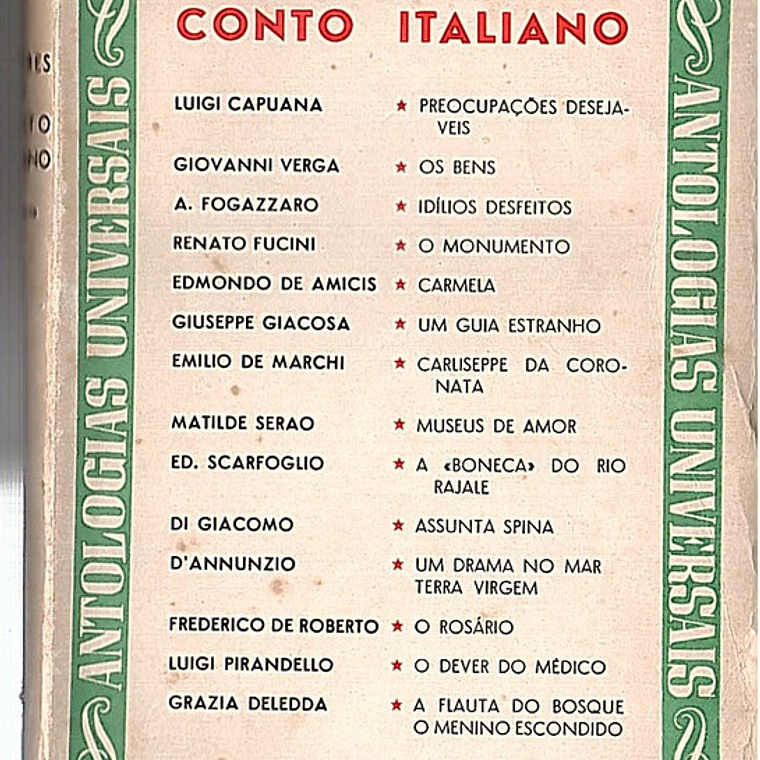 CONTO ITALIANO
LUIGI CAPUANA ★ PREOCUPAÇÕES DESEJA-
VEIS
GIOVANNI VERGA ★ OS BENS
A. FOGAZZARO ★ IDÍLIOS DESFEITOS
RENATO FUCINI ★ O MONUMENTO
EDMONDO DE AMICIS ★ CARMELA
GIUSEPPE GIACOSA ★ UM GUIA ESTRANHO
EMILIO DE MARCHI ★ CARLISEPPE DA CORO-
NATA
MATILDE SERAO ★ MUSEUS DE AMOR
ED. SCARFOGLIO ★ A «BONECA» DO RIO
RAJALE
DI GIACOMO ★ ASSUNTA SPINA
D'ANNUNZIO ★ UM DRAMA NO MAR
TERRA VIRGEM
FREDERICO DE ROBERTO ★ O ROSÁRIO
LUIGI PIRANDELLO ★ O DEVER DO MÉDICO
GRAZIA DELEDDA ★ A FLAUTA DO BOSQUE
O MENINO ESCONDIDO
ANTOLOGIAS UNIVERSAIS
ANTOLOGIAS UNIVERSAIS